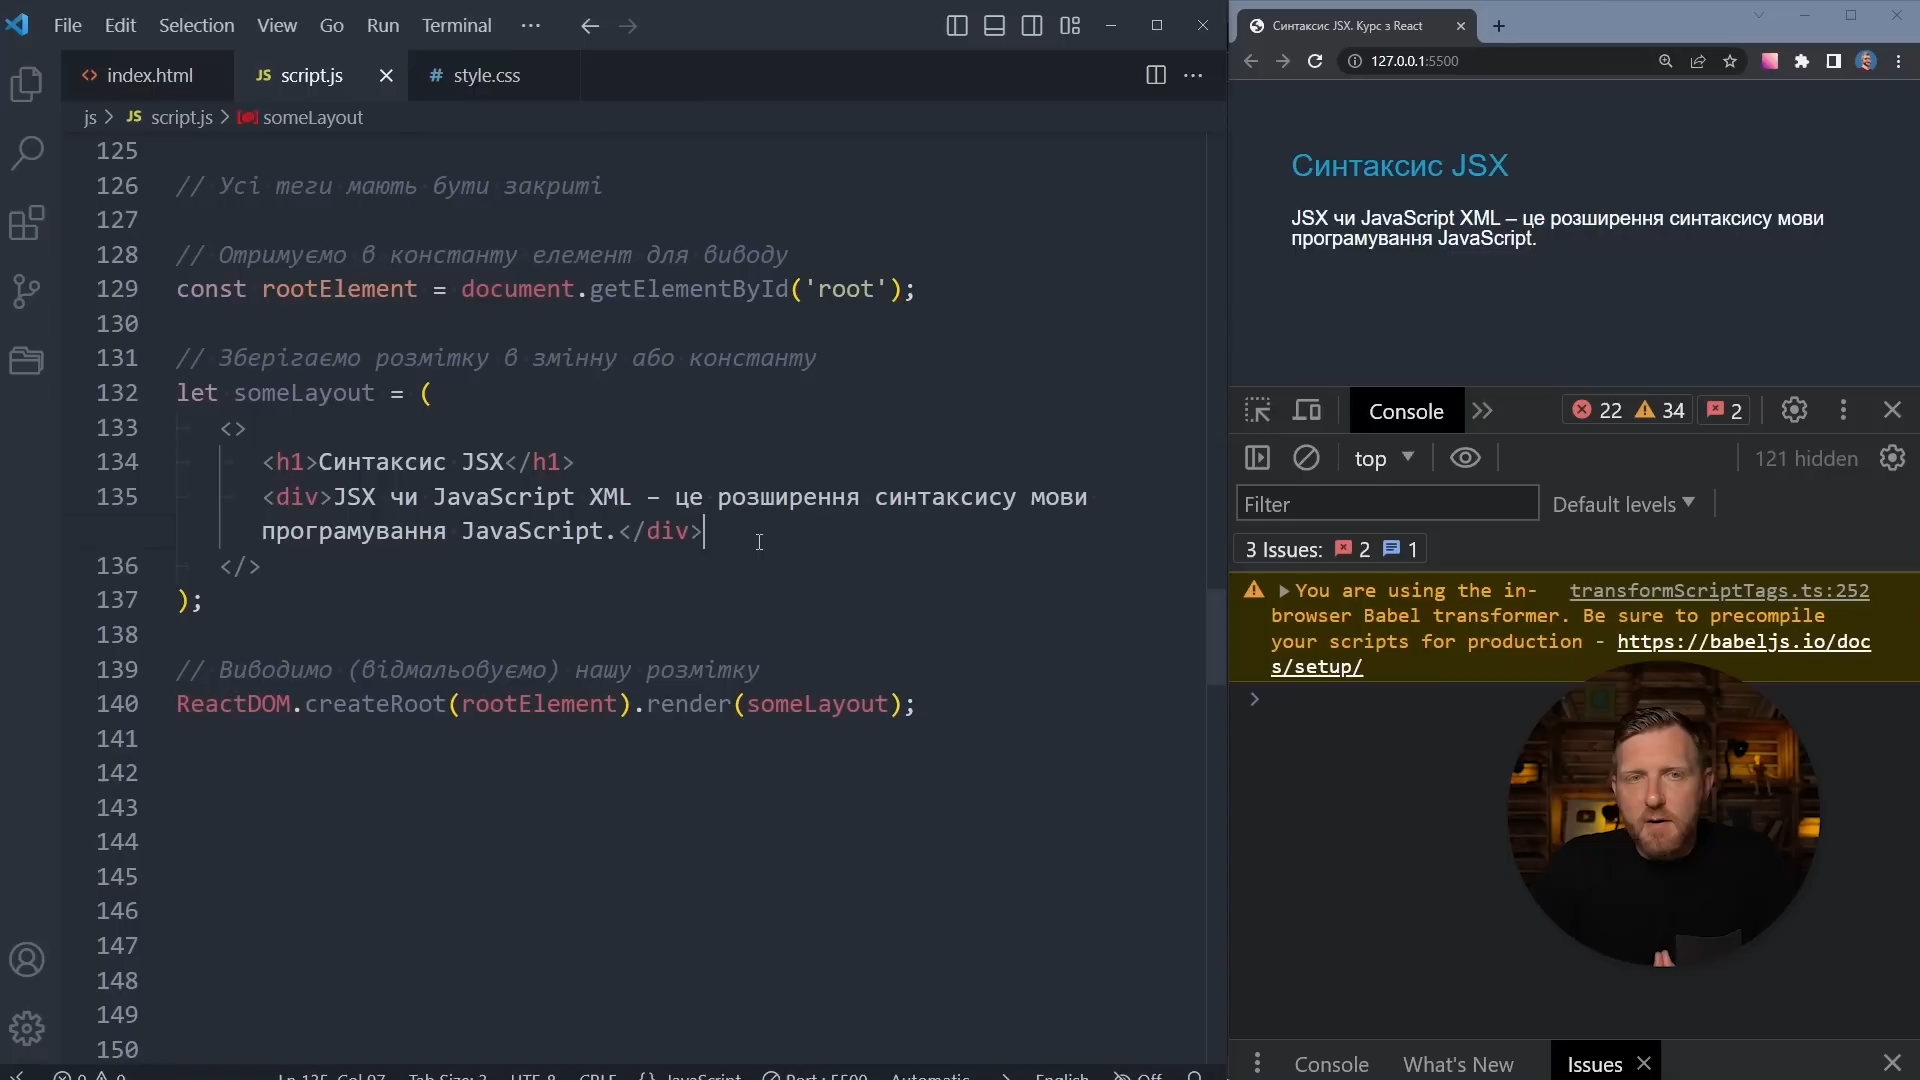 File Edit Selection View Go Run Terminal ···
index.html
JS script.js
# style.css
js > JS script.js > someLayout
125
126 // Усі теги мають бути закриті
127
128 // Отримуємо в константу елемент для виводу
129 const rootElement = document.getElementById('root');
130
131 // Зберігаємо розмітку в змінну або константу
132 let someLayout = (
133 <>
134 <h1>Синтаксис JSX</h1>
135 <div>JSX чи JavaScript XML – це розширення синтаксису мови
програмування JavaScript.</div>
136 </>
137 );
138
139 // Виводимо (відмальовуємо) нашу розмітку
140 ReactDOM.createRoot(rootElement).render(someLayout);
141
142
143
144
145
146
147
148
149
150
Ln 135, Col 97 Tab Size: 3 UTF-8 CRLF {} JavaScript Port : 5500 Automatic English Off
Синтаксис JSX. Курс з React
127.0.0.1:5500
Синтаксис JSX
JSX чи JavaScript XML – це розширення синтаксису мови
програмування JavaScript.
Console 22 34 2
top 121 hidden
Filter Default levels
3 Issues: 2 1
You are using the in- transformScriptTags.ts:252
browser Babel transformer. Be sure to precompile
your scripts for production - https://babeljs.io/doc
s/setup/
Console What's New Issues